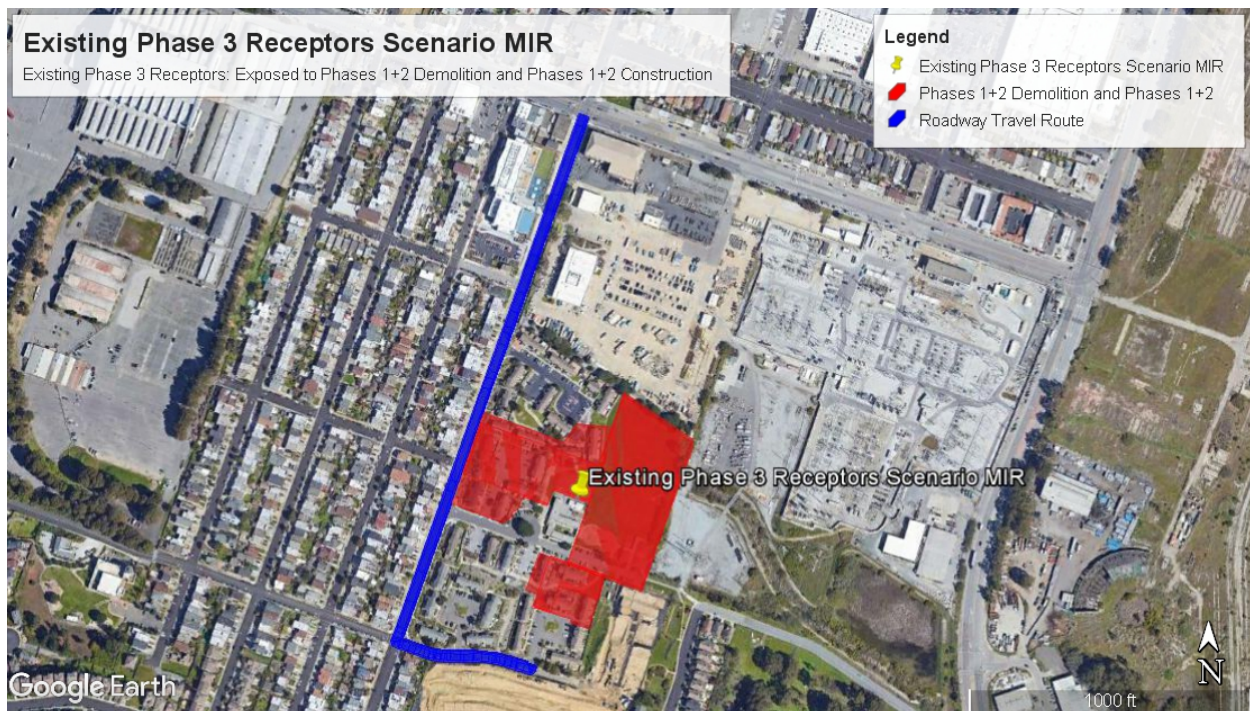 Existing Phase 3 Receptors Scenario MIR
Existing Phase 3 Receptors: Exposed to Phases 1+2 Demolition and Phases 1+2 Construction
Legend
Existing Phase 3 Receptors Scenario MIR
Phases 1+2 Demolition and Phases 1+2
Roadway Travel Route
Existing Phase 3 Receptors Scenario MIR
N
Google Earth
1000 ft